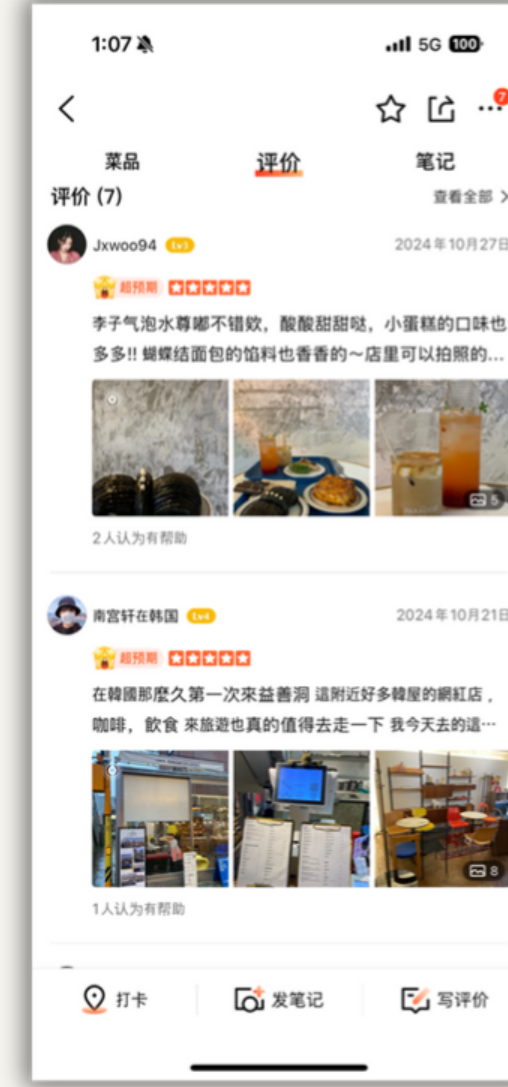 1:07
5G 100
7
菜品 评价 笔记
评价 (7) 查看全部
Jxwoo94 Lv3 2024年10月27日
超预期
李子气泡水尊嘟不错欸，酸酸甜甜哒，小蛋糕的口味也
多多!! 蝴蝶结面包的馅料也香香的～店里可以拍照的...
5
2人认为有帮助
南宫轩在韩国 Lv4 2024年10月21日
超预期
在韓國那麼久第一次來益善洞 這附近好多韓屋的網紅店，
咖啡，飲食 來旅遊也真的值得去走一下 我今天去的這…
8
1人认为有帮助
打卡 发笔记 写评价